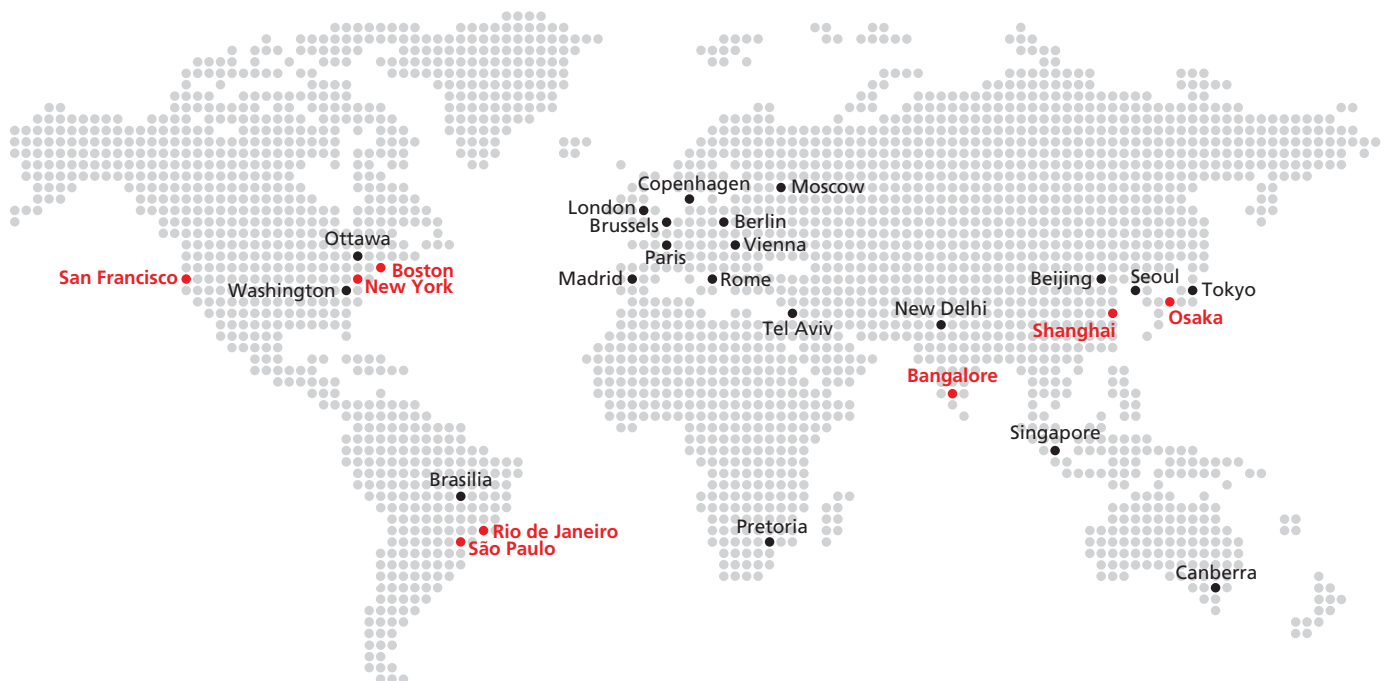 Copenhagen
Moscow
London
Brussels
Berlin
Ottawa
Vienna
Paris
Boston
San Francisco
New York
Washington
Madrid
Rome
Beijing
Seoul
Tokyo
New Delhi
Tel Aviv
Shanghai
Osaka
Bangalore
Singapore
Brasilia
Rio de Janeiro
São Paulo
Pretoria
Canberra